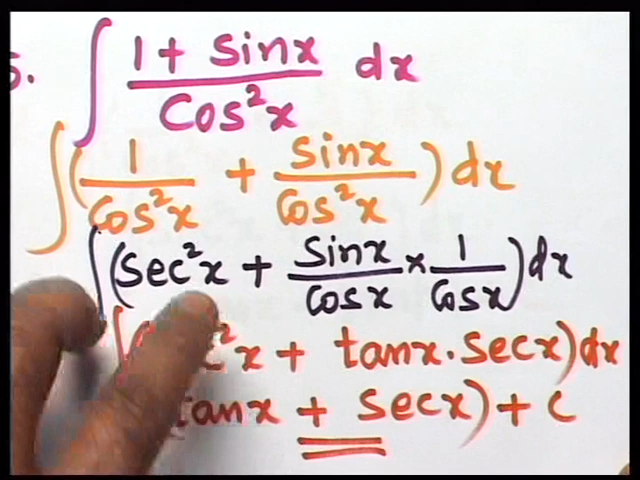 5. ∫ 1 + Sinx / Cos²x dx
∫( 1 / Cos²x + Sinx / Cos²x ) dx
∫(Sec²x + Sinx / Cosx × 1 / Cosx ) dx
∫ ²x + tanx . Secx) dx
tanx + Secx) + C